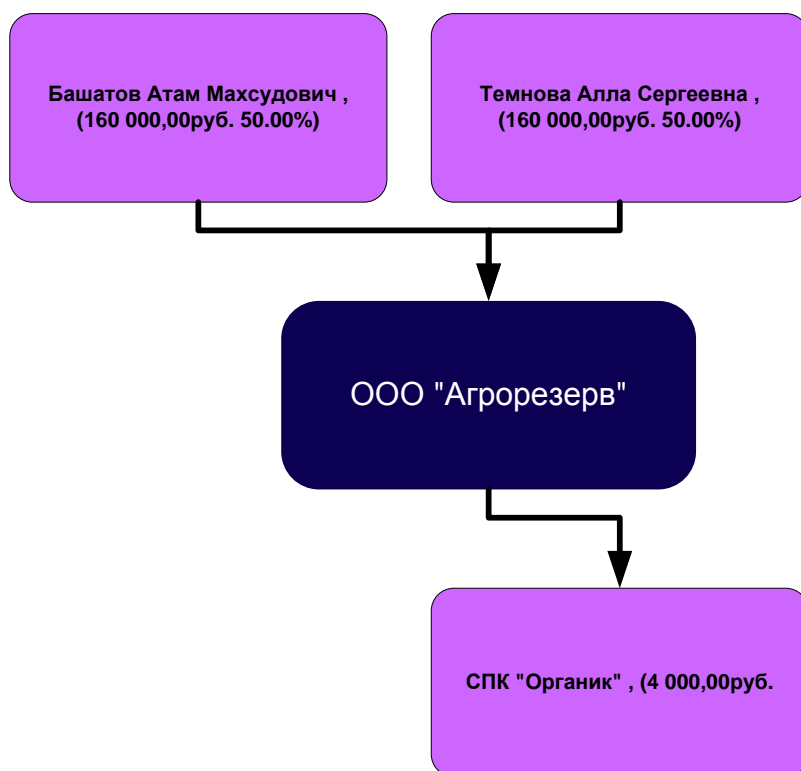 Башатов Атам Махсудович ,
(160 000,00руб. 50.00%)
Темнова Алла Сергеевна ,
(160 000,00руб. 50.00%)
ООО "Агрорезерв"
СПК "Органик" , (4 000,00руб.